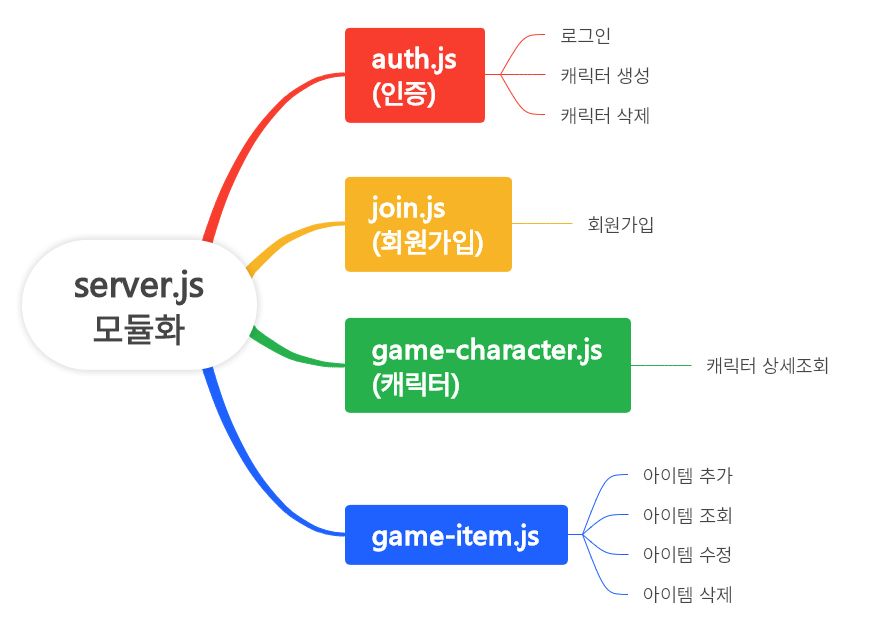 server.js
모듈화
auth.js
(인증)
로그인
캐릭터 생성
캐릭터 삭제
join.js
(회원가입)
회원가입
game-character.js
(캐릭터)
캐릭터 상세조회
game-item.js
아이템 추가
아이템 조회
아이템 수정
아이템 삭제